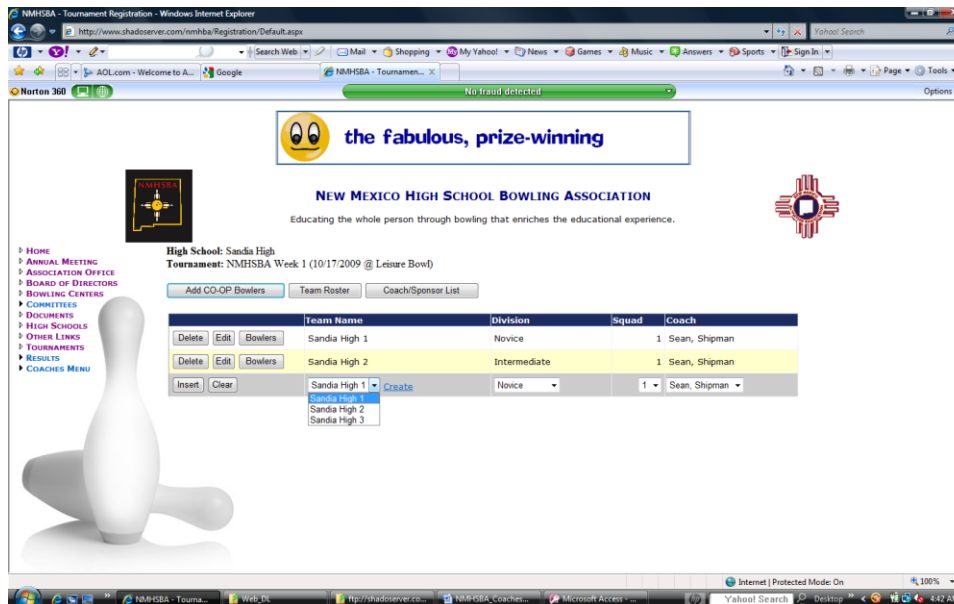 NMHSBA - Tournament Registration - Windows Internet Explorer
http://www.shadoserver.com/nmhba/Registration/Default.aspx
Yahoo! Search
Search Web Mail Shopping My Yahoo! News Games Music Answers Sports Sign In
AOL.com - Welcome to A... Google NMHSBA - Tournamen... X Page Tools
Norton 360 No fraud detected Options
the fabulous, prize-winning
NMHSBA
NEW MEXICO HIGH SCHOOL BOWLING ASSOCIATION
Educating the whole person through bowling that enriches the educational experience.
HOME
ANNUAL MEETING
ASSOCIATION OFFICE
BOARD OF DIRECTORS
BOWLING CENTERS
COMMITTEES
DOCUMENTS
HIGH SCHOOLS
OTHER LINKS
TOURNAMENTS
RESULTS
COACHES MENU
High School: Sandia High
Tournament: NMHSBA Week 1 (10/17/2009 @ Leisure Bowl)
Add CO-OP Bowlers Team Roster Coach/Sponsor List
Team Name Division Squad Coach
Delete Edit Bowlers Sandia High 1 Novice 1 Sean, Shipman
Delete Edit Bowlers Sandia High 2 Intermediate 1 Sean, Shipman
Insert Clear Sandia High 1 Create Novice 1 Sean, Shipman
Sandia High 1
Sandia High 2
Sandia High 3
Internet | Protected Mode: On 100%
NMHSBA - Tourna... Web_DL ftp://shadoserver.co... NMHSBA_Coaches... Microsoft Access - ... Yahoo! Search Desktop 4:42 AM